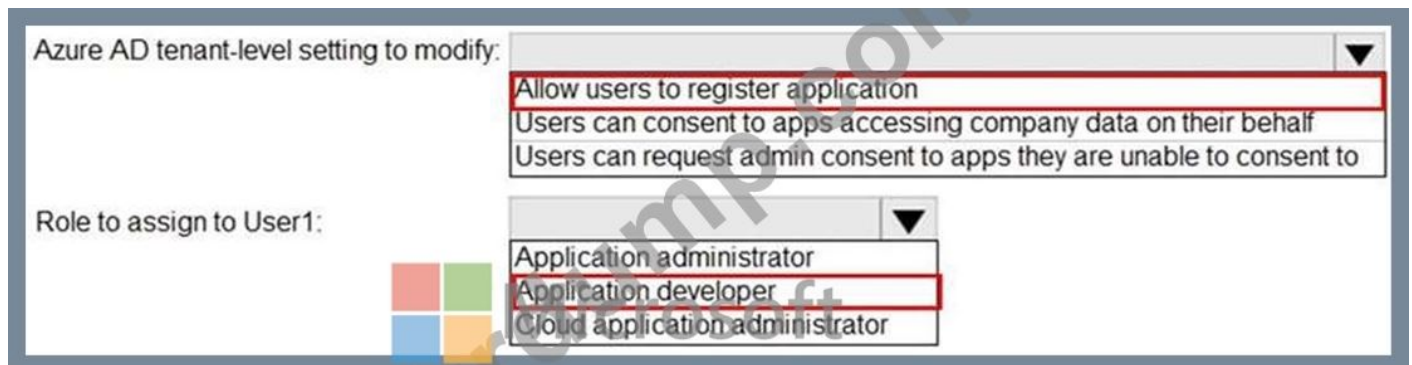 Azure AD tenant-level setting to modify:
Allow users to register application
Users can consent to apps accessing company data on their behalf
Users can request admin consent to apps they are unable to consent to
Role to assign to User1:
Application administrator
Application developer
Cloud application administrator
Microsoft